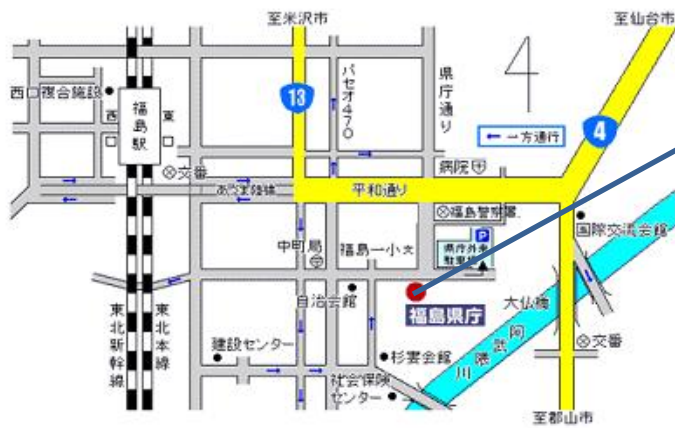 至米沢市
至仙台市
13
パセオ470
県庁通り
西口複合施設
西
福島駅
東
4
一方通行
病院
交番
あづま陸橋
平和通り
福島警察署
P
県庁外来
駐車場
国際交流会館
中町局
福島一小
自治会館
福島県庁
大仏橋
阿武隈川
東北新幹線
東北本線
建設センター
杉雲会館
交番
社会保険
センター
至郡山市